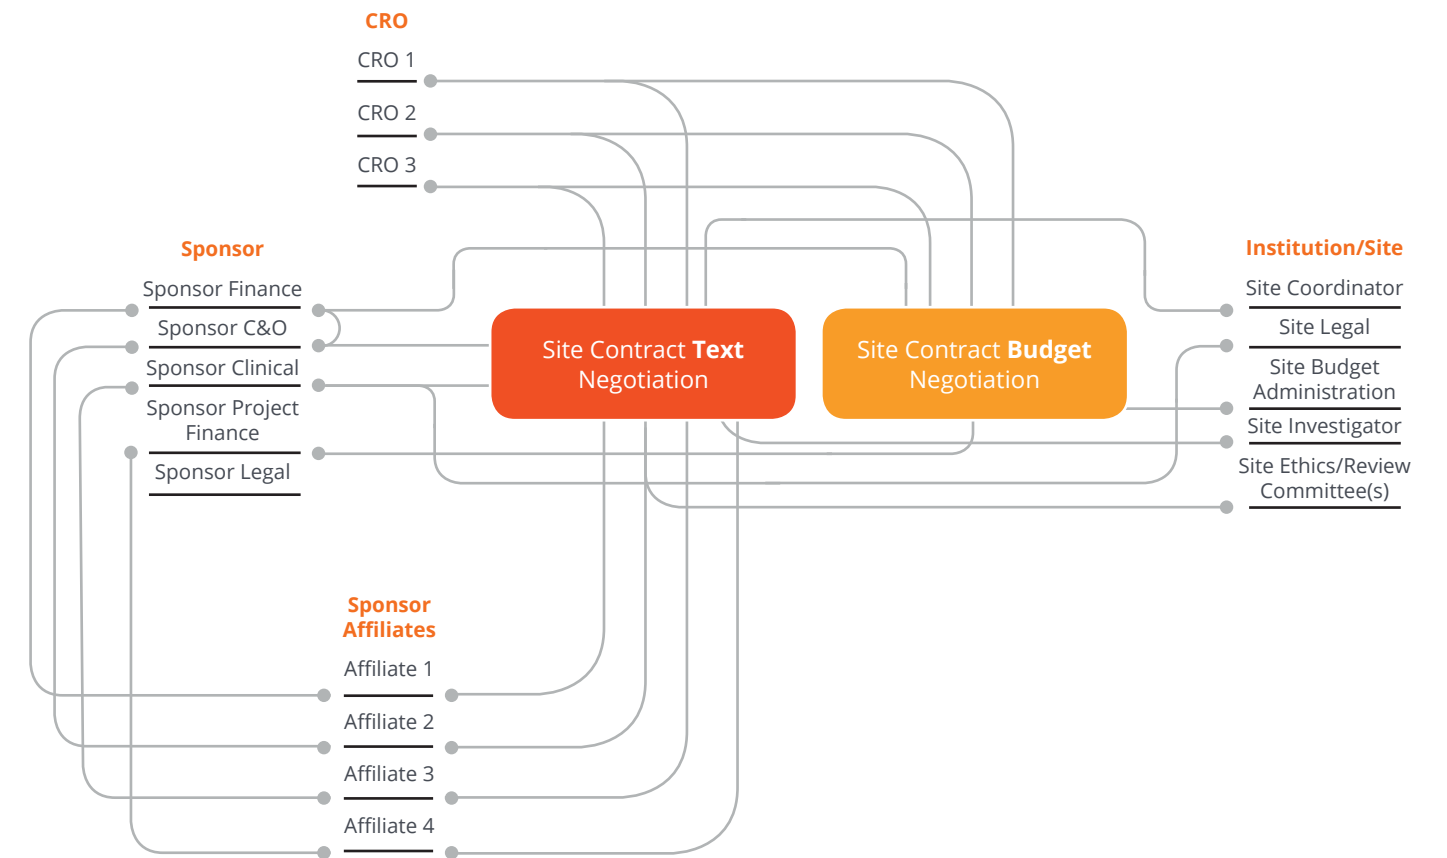 CRO
CRO 1
CRO 2
CRO 3
Sponsor
Sponsor Finance
Sponsor C&O
Sponsor Clinical
Sponsor Project
Finance
Sponsor Legal
Site Contract Text
Negotiation
Site Contract Budget
Negotiation
Institution/Site
Site Coordinator
Site Legal
Site Budget
Administration
Site Investigator
Site Ethics/Review
Committee(s)
Sponsor
Affiliates
Affiliate 1
Affiliate 2
Affiliate 3
Affiliate 4